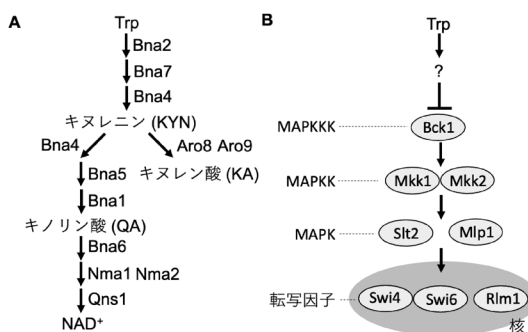 A
Trp
Bna2
Bna7
Bna4
キヌレニン (KYN)
Bna4
Aro8 Aro9
Bna5
キヌレン酸 (KA)
Bna1
キノリン酸 (QA)
Bna6
Nma1 Nma2
Qns1
NAD⁺
B
Trp
?
MAPKKK
Bck1
MAPKK
Mkk1 Mkk2
MAPK
Slt2 Mlp1
転写因子
Swi4 Swi6 Rlm1
核